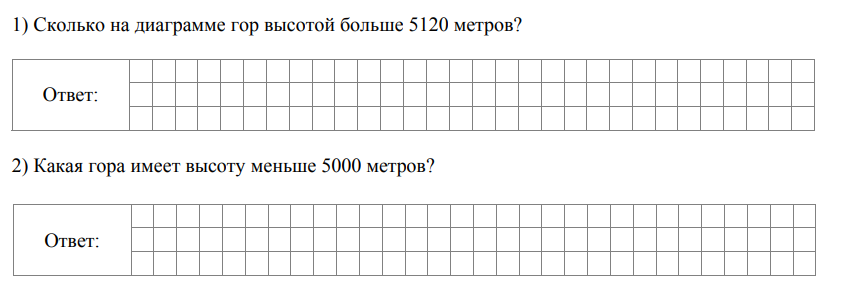 1) Сколько на диаграмме гор высотой больше 5120 метров?
Ответ:
2) Какая гора имеет высоту меньше 5000 метров?
Ответ: